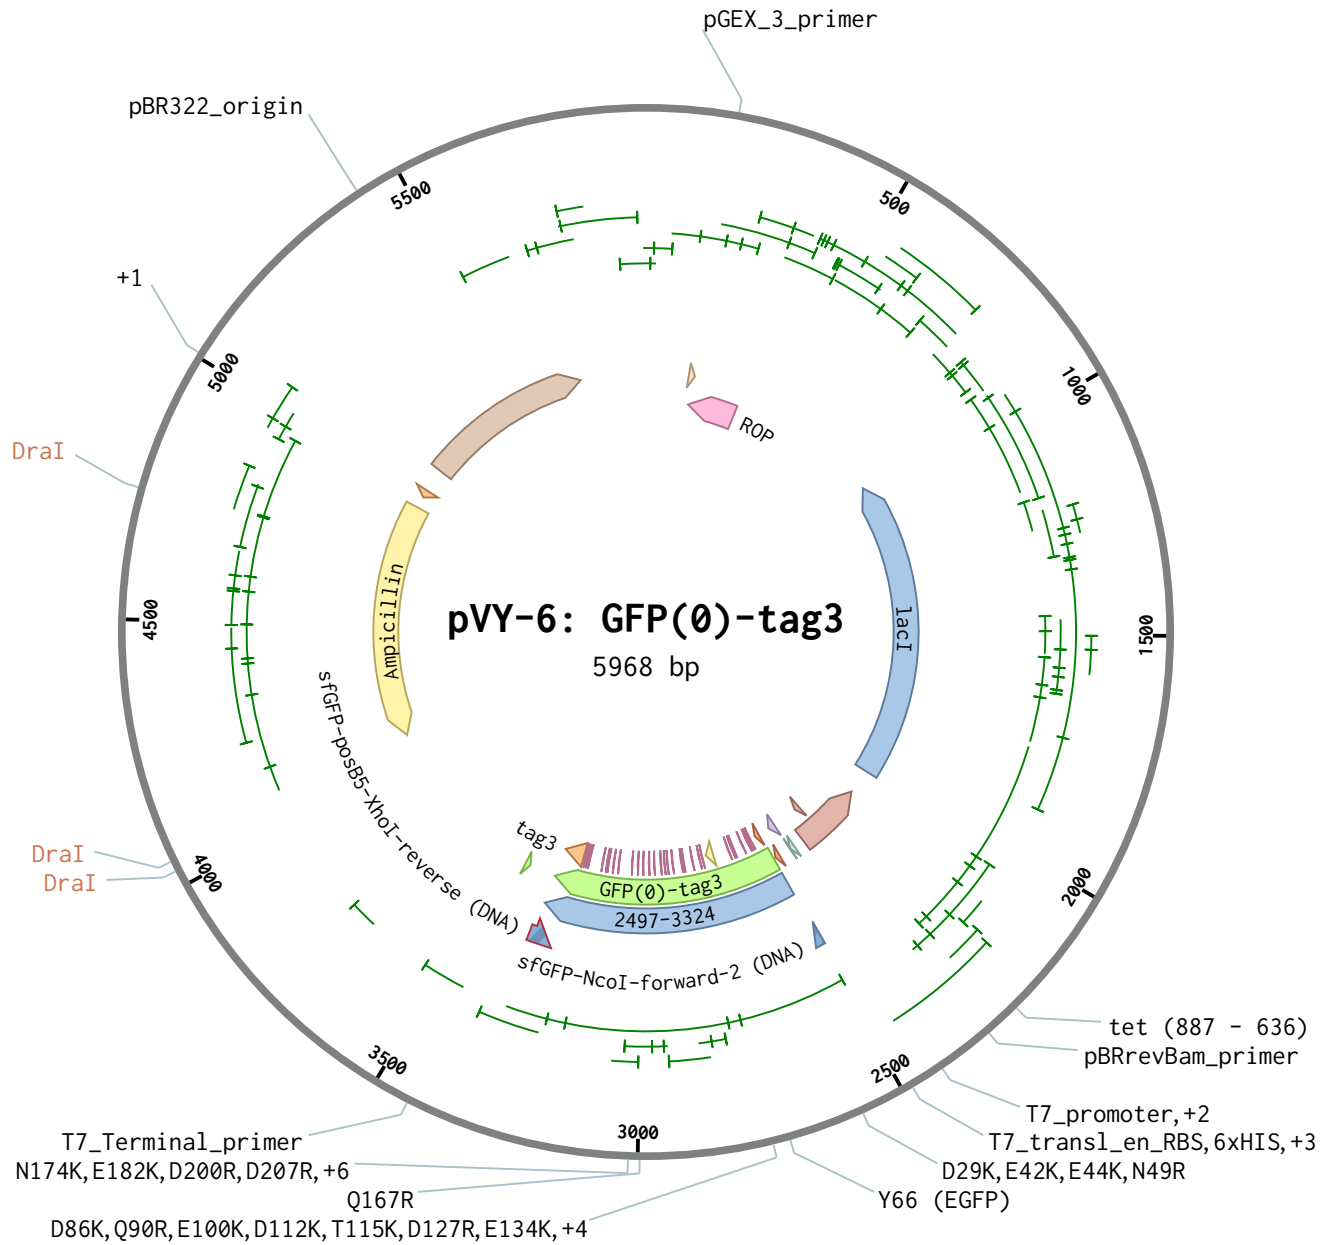 pGEX_3_primer
pBR322_origin
5500
500
+1
5000
1000
ROP
DraI
4500
Ampicillin
pVY-6: GFP(0)-tag3
5968 bp
lacI
1500
sfGFP-posB5-XhoI-reverse (DNA)
tag3
GFP(0)-tag3
2497-3324
sfGFP-NcoI-forward-2 (DNA)
DraI
DraI
4000
2000
tet (887 - 636)
pBRrevBam_primer
3500
2500
3000
T7_promoter,+2
T7_transl_en_RBS,6xHIS,+3
D29K,E42K,E44K,N49R
Y66 (EGFP)
T7_Terminal_primer
N174K,E182K,D200R,D207R,+6
Q167R
D86K,Q90R,E100K,D112K,T115K,D127R,E134K,+4